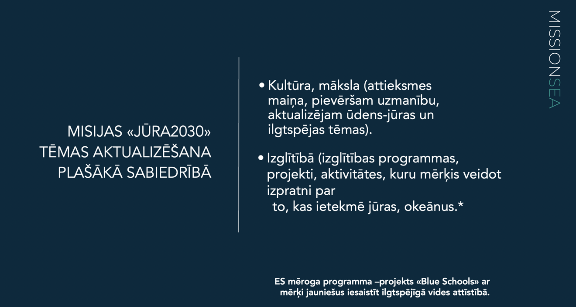 MISSIONSEA
MISIJAS «JŪRA2030»
TĒMAS AKTUALIZĒŠANA
PLAŠĀKĀ SABIEDRĪBĀ
• Kultūra, māksla (attieksmes
maiņa, pievēršam uzmanību,
aktualizējam ūdens-jūras un
ilgtspējas tēmas).
• Izglītībā (izglītības programmas,
projekti, aktivitātes, kuru mērķis veidot
izpratni par
to, kas ietekmē jūras, okeānus.*
ES mēroga programma –projekts «Blue Schools» ar
mērķi jauniešus iesaistīt ilgtspējīgā vides attīstībā.